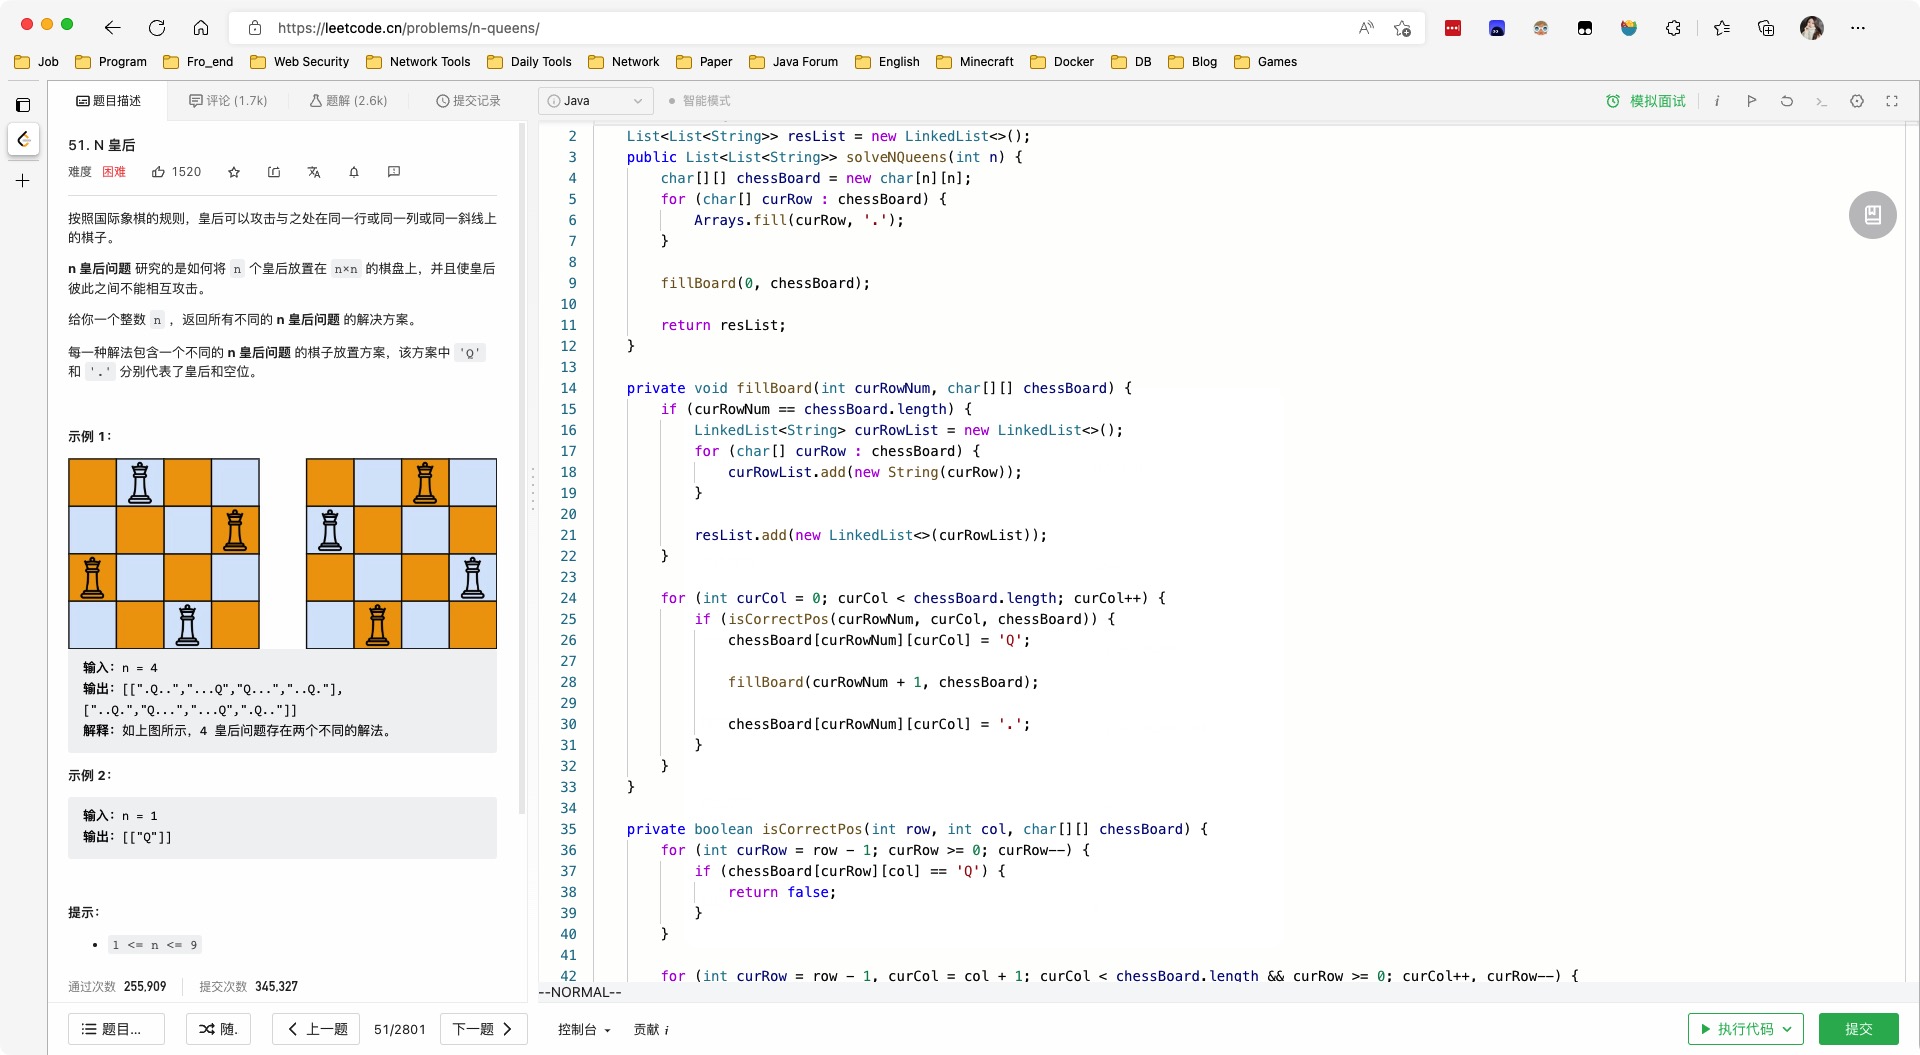 https://leetcode.cn/problems/n-queens/
Job Program Fro_end Web Security Network Tools Daily Tools Network Paper Java Forum English Minecraft Docker DB Blog Games
题目描述 评论 (1.7k) 题解 (2.6k) 提交记录
Java 智能模式 模拟面试
51. N 皇后
难度 困难 1520
按照国际象棋的规则，皇后可以攻击与之处在同一行或同一列或同一斜线上
的棋子。
n 皇后问题 研究的是如何将 n 个皇后放置在 n×n 的棋盘上，并且使皇后
彼此之间不能相互攻击。
给你一个整数 n ，返回所有不同的 n 皇后问题 的解决方案。
每一种解法包含一个不同的 n 皇后问题 的棋子放置方案，该方案中 'Q'
和 '.' 分别代表了皇后和空位。
示例 1：
输入：n = 4
输出：[[".Q..","...Q","Q...","..Q."],
["..Q.","Q...","...Q",".Q.."]]
解释：如上图所示，4 皇后问题存在两个不同的解法。
示例 2：
输入：n = 1
输出：[["Q"]]
提示：
• 1 <= n <= 9
通过次数 255,909 提交次数 345,327
2 List<List<String>> resList = new LinkedList<>();
3 public List<List<String>> solveNQueens(int n) {
4 char[][] chessBoard = new char[n][n];
5 for (char[] curRow : chessBoard) {
6 Arrays.fill(curRow, '.');
7 }
8
9 fillBoard(0, chessBoard);
10
11 return resList;
12 }
13
14 private void fillBoard(int curRowNum, char[][] chessBoard) {
15 if (curRowNum == chessBoard.length) {
16 LinkedList<String> curRowList = new LinkedList<>();
17 for (char[] curRow : chessBoard) {
18 curRowList.add(new String(curRow));
19 }
20
21 resList.add(new LinkedList<>(curRowList));
22 }
23
24 for (int curCol = 0; curCol < chessBoard.length; curCol++) {
25 if (isCorrectPos(curRowNum, curCol, chessBoard)) {
26 chessBoard[curRowNum][curCol] = 'Q';
27
28 fillBoard(curRowNum + 1, chessBoard);
29
30 chessBoard[curRowNum][curCol] = '.';
31 }
32 }
33 }
34
35 private boolean isCorrectPos(int row, int col, char[][] chessBoard) {
36 for (int curRow = row - 1; curRow >= 0; curRow--) {
37 if (chessBoard[curRow][col] == 'Q') {
38 return false;
39 }
40 }
41
42 for (int curRow = row - 1, curCol = col + 1; curCol < chessBoard.length && curRow >= 0; curCol++, curRow--) {
--NORMAL--
题目... 随. 上一题 51/2801 下一题 控制台 贡献 i 执行代码 提交